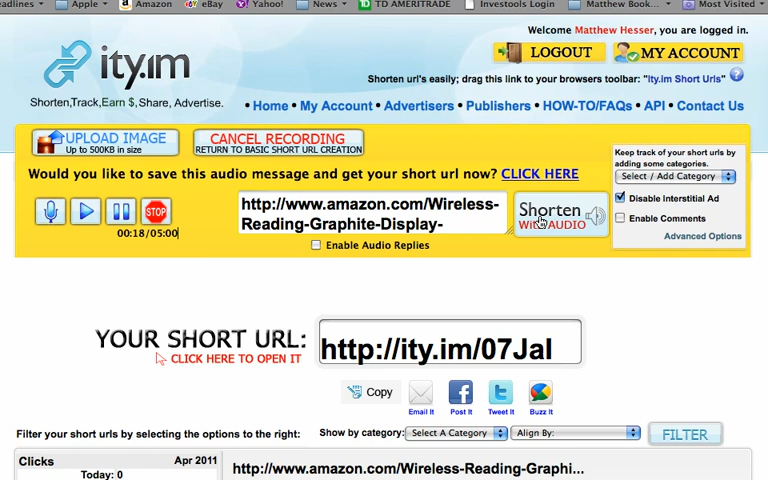 Apple Amazon eBay Yahoo! News TD AMERITRADE Investools Login Matthew Book... Most Visited
Welcome Matthew Hesser, you are logged in.
LOGOUT MY ACCOUNT
ity.im
Shorten url's easily; drag this link to your browsers toolbar: "Ity.im Short Urls" ?
Shorten,Track,Earn $,Share, Advertise.
• Home • My Account • Advertisers • Publishers • HOW-TO/FAQs • API • Contact Us
UPLOAD IMAGE
Up to 500KB in size
CANCEL RECORDING
RETURN TO BASIC SHORT URL CREATION
Keep track of your short urls by
adding some categories.
Would you like to save this audio message and get your short url now? CLICK HERE
Select / Add Category
Disable Interstitial Ad
Enable Comments
Advanced Options
STOP
00:18/05:00
http://www.amazon.com/Wireless-
Reading-Graphite-Display-
Shorten
With AUDIO
Enable Audio Replies
YOUR SHORT URL:
CLICK HERE TO OPEN IT
http://ity.im/07JaI
Copy
Email It Post It Tweet It Buzz It
Filter your short urls by selecting the options to the right:
Show by category: Select A Category Align By: FILTER
Clicks Apr 2011
Today: 0
http://www.amazon.com/Wireless-Reading-Graphi...